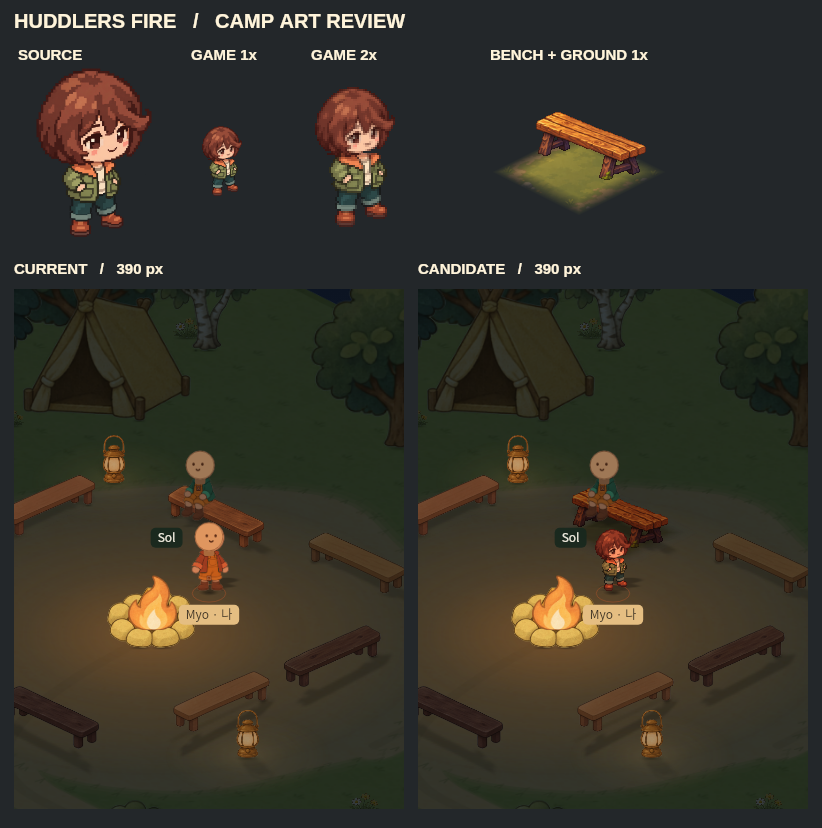 HUDDLERS FIRE / CAMP ART REVIEW
SOURCE GAME 1x GAME 2x BENCH + GROUND 1x
CURRENT / 390 px CANDIDATE / 390 px
Sol Sol
Myo · 나 Myo · 나